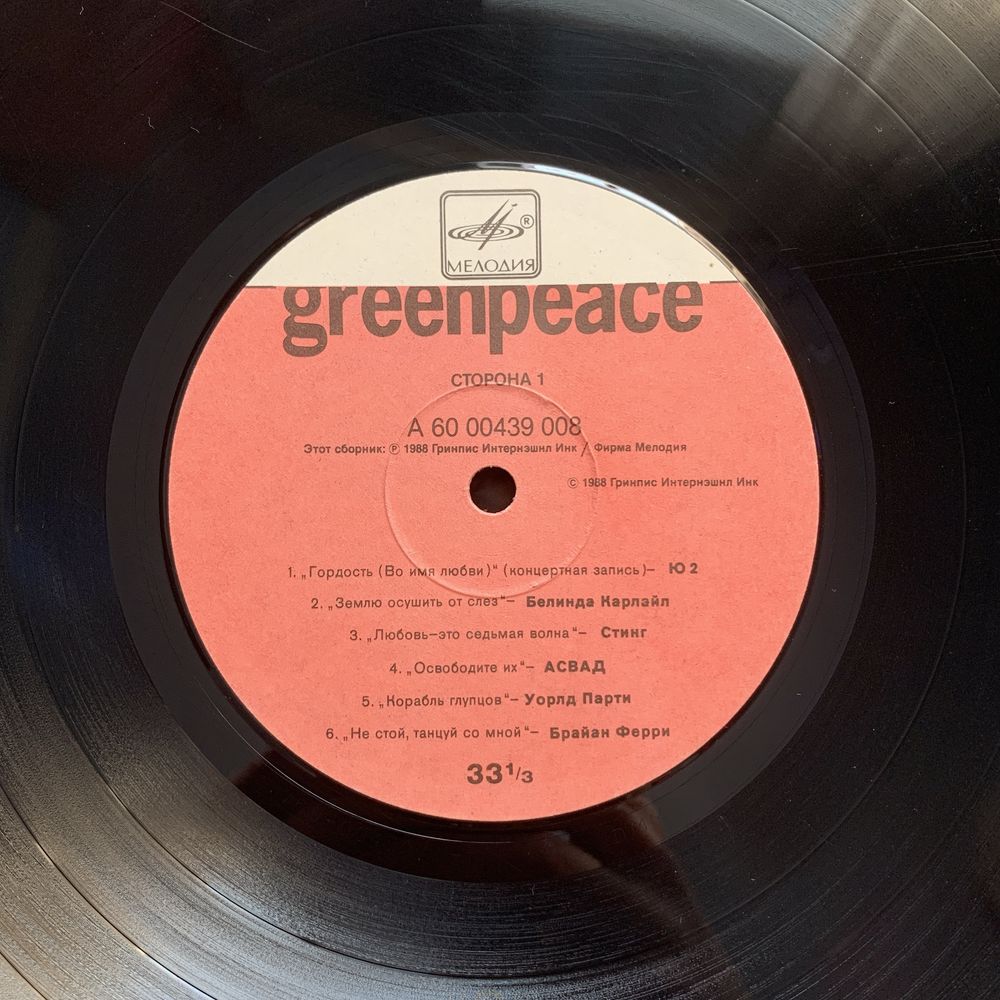 МЕЛОДИЯ ®
greenpeace
СТОРОНА 1
А 60 00439 008
Этот сборник: ℗ 1988 Гринпис Интернэшнл Инк / Фирма Мелодия
© 1988 Гринпис Интернэшнл Инк
1. „Гордость (Во имя любви)“ (концертная запись)– Ю 2
2. „Землю осушить от слез“– Белинда Карлайл
3. „Любовь–это седьмая волна“– Стинг
4. „Освободите их“– АСВАД
5. „Корабль глупцов“– Уорлд Парти
6. „Не стой, танцуй со мной“– Брайан Ферри
33 1/3